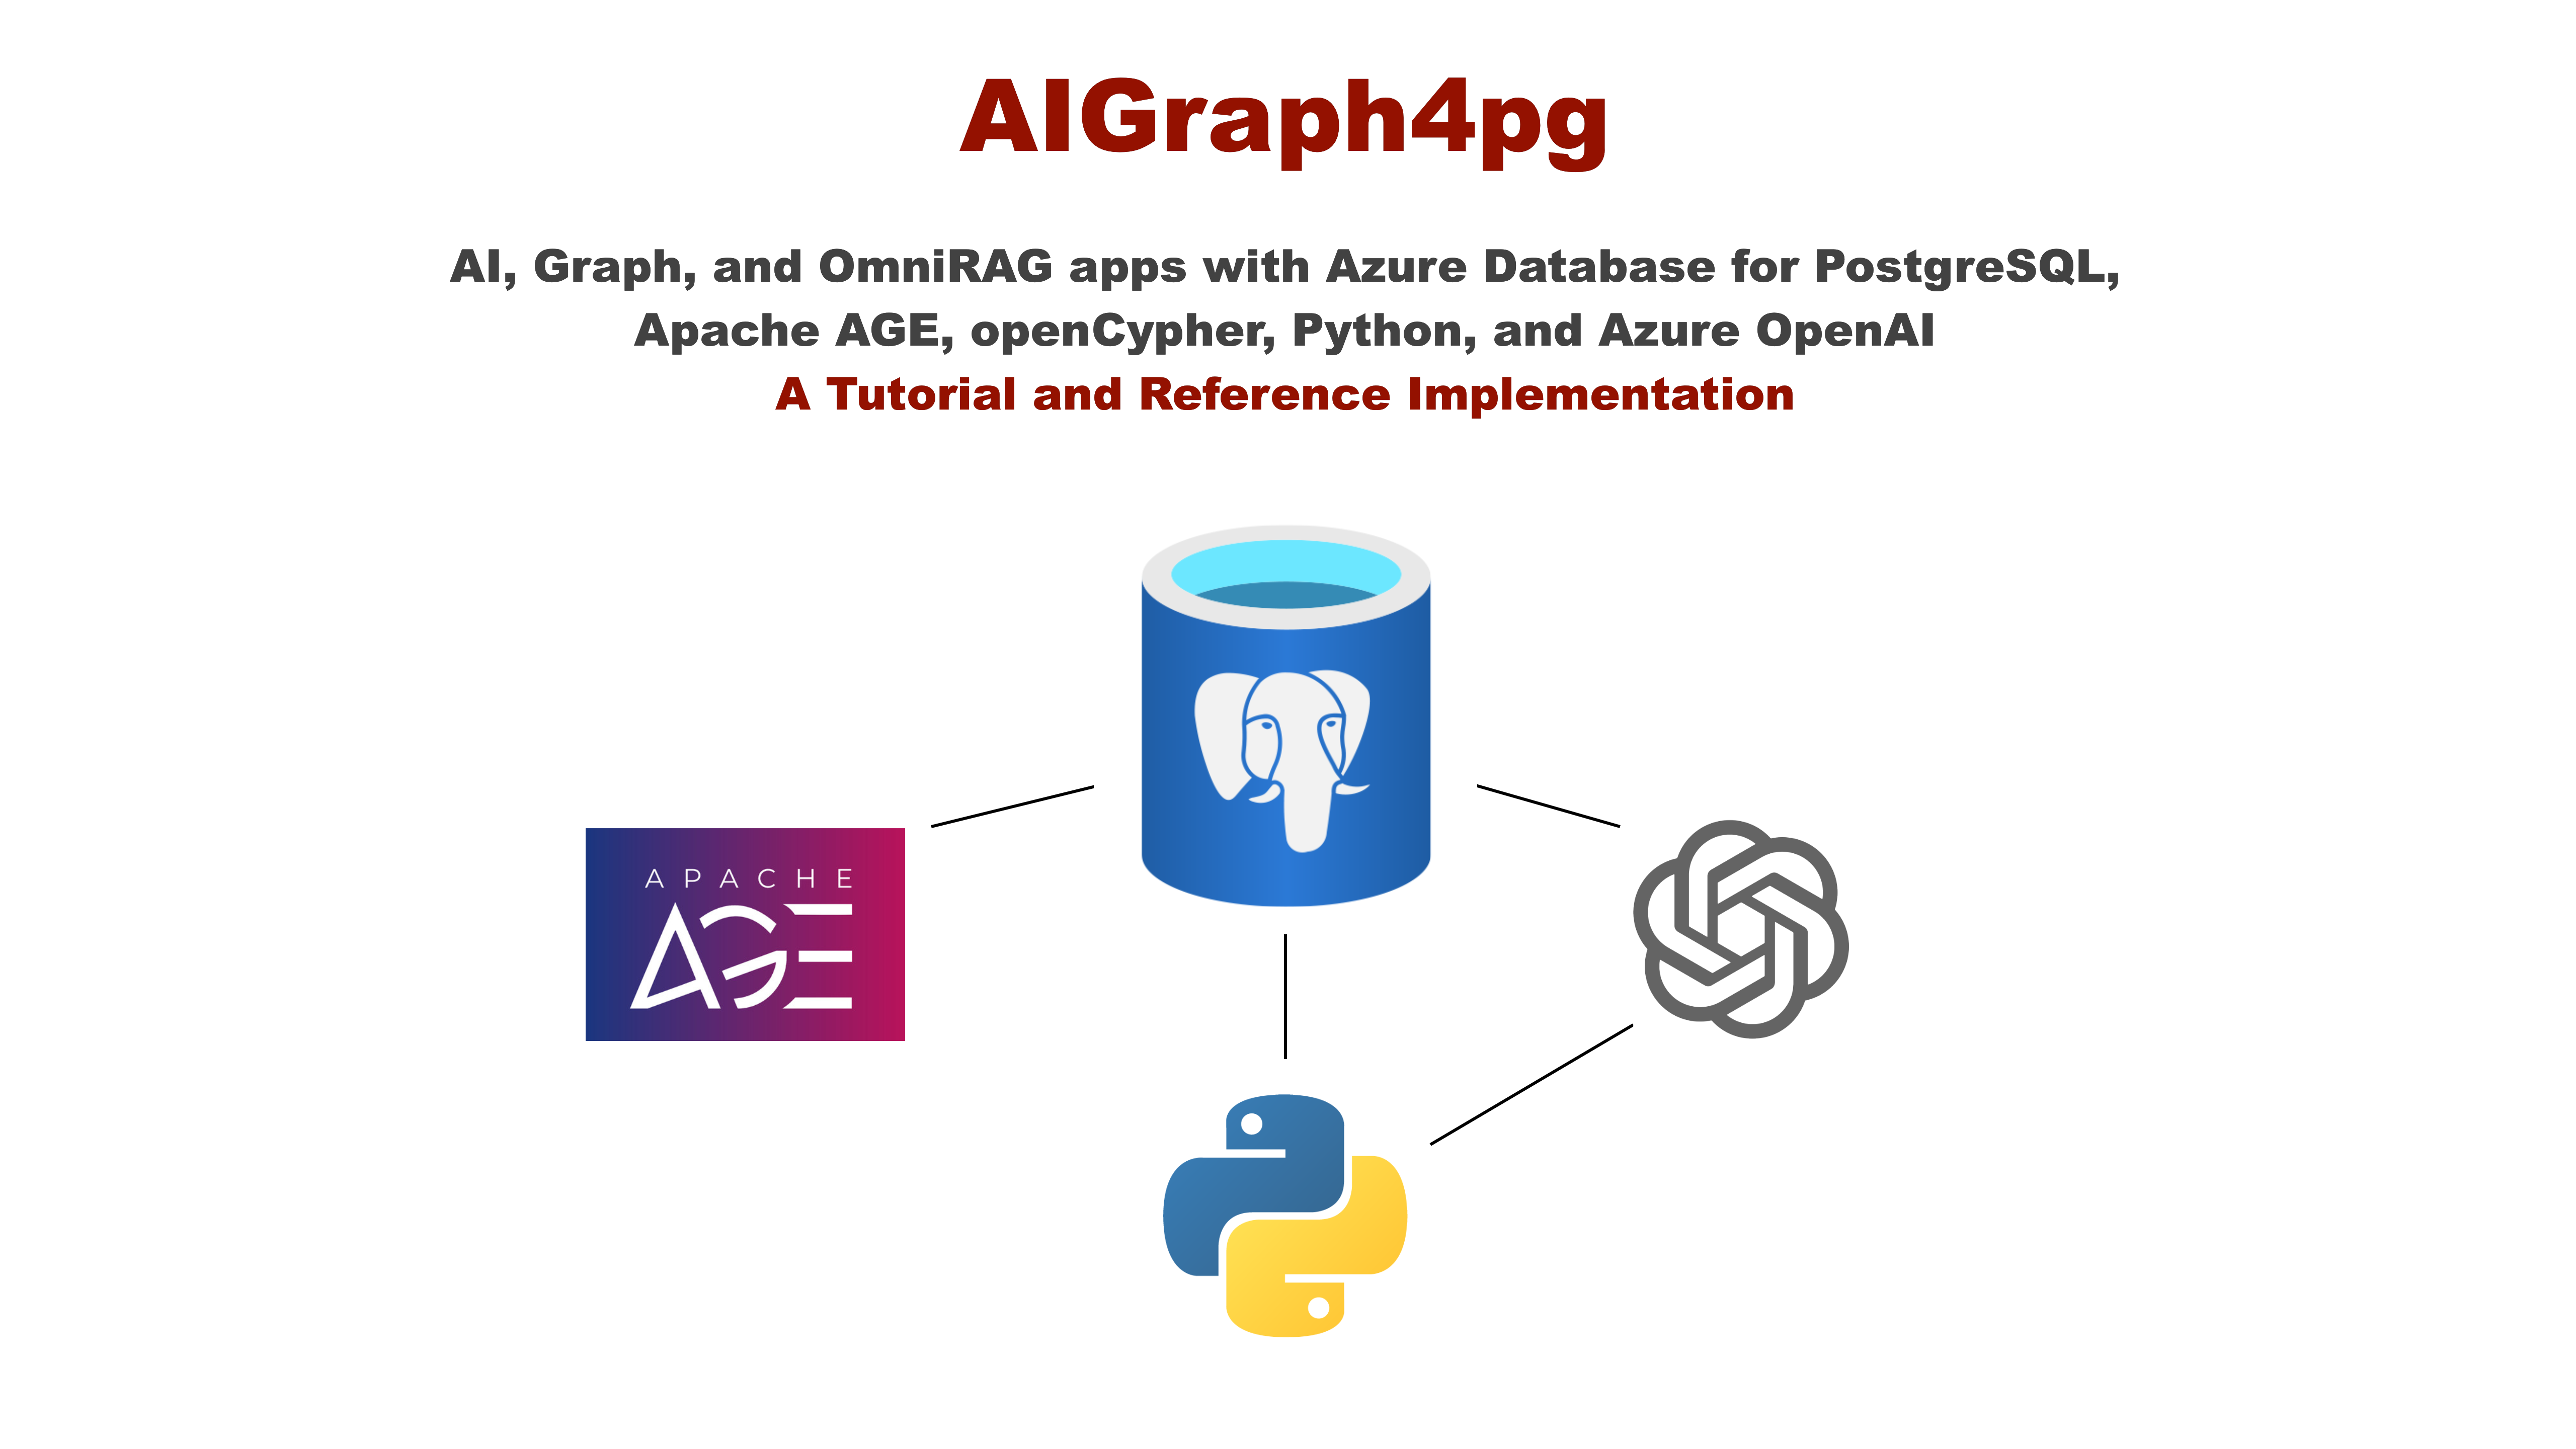 AIGraph4pg
AI, Graph, and OmniRAG apps with Azure Database for PostgreSQL,
Apache AGE, openCypher, Python, and Azure OpenAI
A Tutorial and Reference Implementation
APACHE
AGE